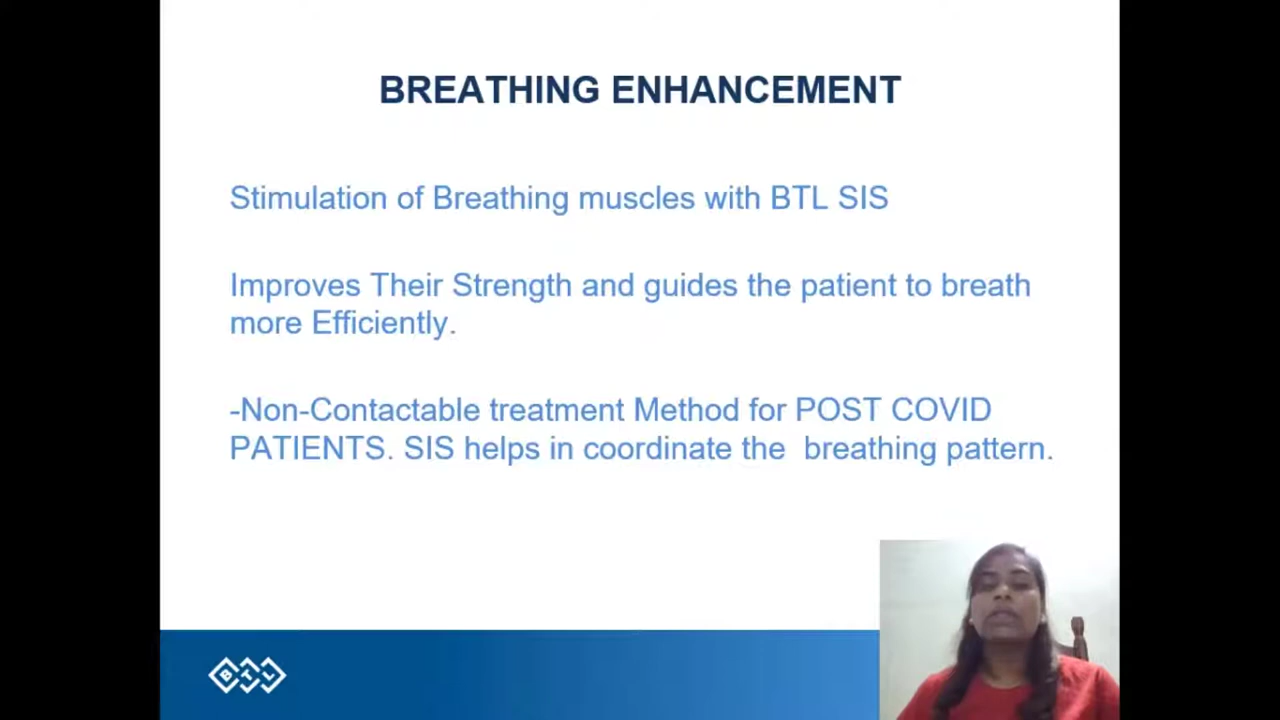 BREATHING ENHANCEMENT
Stimulation of Breathing muscles with BTL SIS
Improves Their Strength and guides the patient to breath
more Efficiently.
-Non-Contactable treatment Method for POST COVID
PATIENTS. SIS helps in coordinate the  breathing pattern.
BTL